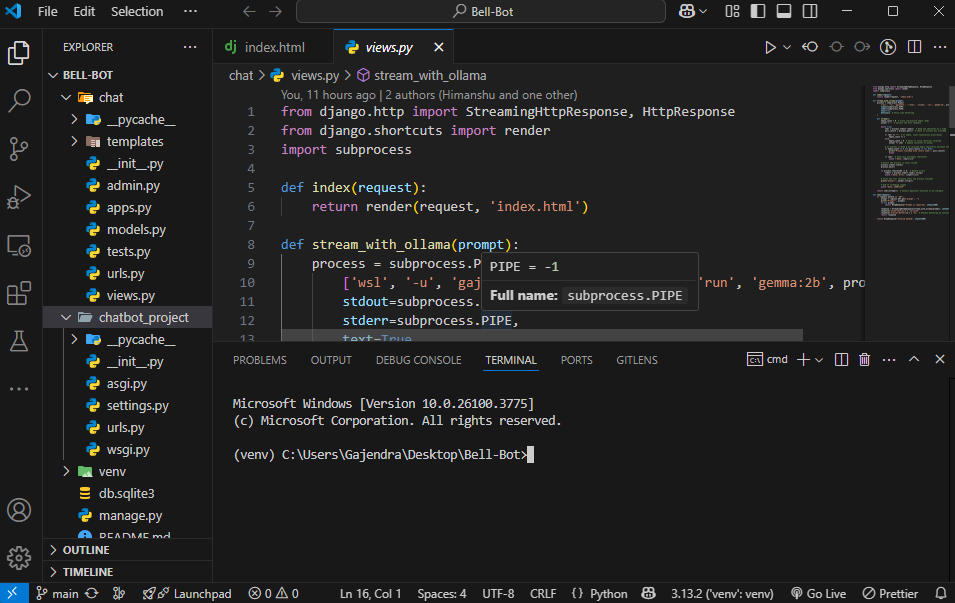 File Edit Selection ··· Bell-Bot
EXPLORER ···
BELL-BOT
chat
__pycache__
templates
__init__.py
admin.py
apps.py
models.py
tests.py
urls.py
views.py
chatbot_project
__pycache__
__init__.py
asgi.py
settings.py
urls.py
wsgi.py
venv
db.sqlite3
manage.py
README.md
OUTLINE
TIMELINE
dj index.html views.py
chat > views.py > stream_with_ollama
You, 11 hours ago | 2 authors (Himanshu and one other)
1 from django.http import StreamingHttpResponse, HttpResponse
2 from django.shortcuts import render
3 import subprocess
4
5 def index(request):
6 return render(request, 'index.html')
7
8 def stream_with_ollama(prompt):
9 process = subprocess.PI
10 ['wsl', '-u', 'gaj 'run', 'gemma:2b', pro
11 stdout=subprocess.
12 stderr=subprocess.PIPE,
13 text=True
PIPE = -1
Full name: subprocess.PIPE
PROBLEMS OUTPUT DEBUG CONSOLE TERMINAL PORTS GITLENS cmd
Microsoft Windows [Version 10.0.26100.3775]
(c) Microsoft Corporation. All rights reserved.
(venv) C:\Users\Gajendra\Desktop\Bell-Bot>
main Launchpad 0 0 Ln 16, Col 1 Spaces: 4 UTF-8 CRLF {} Python 3.13.2 ('venv': venv) Go Live Prettier